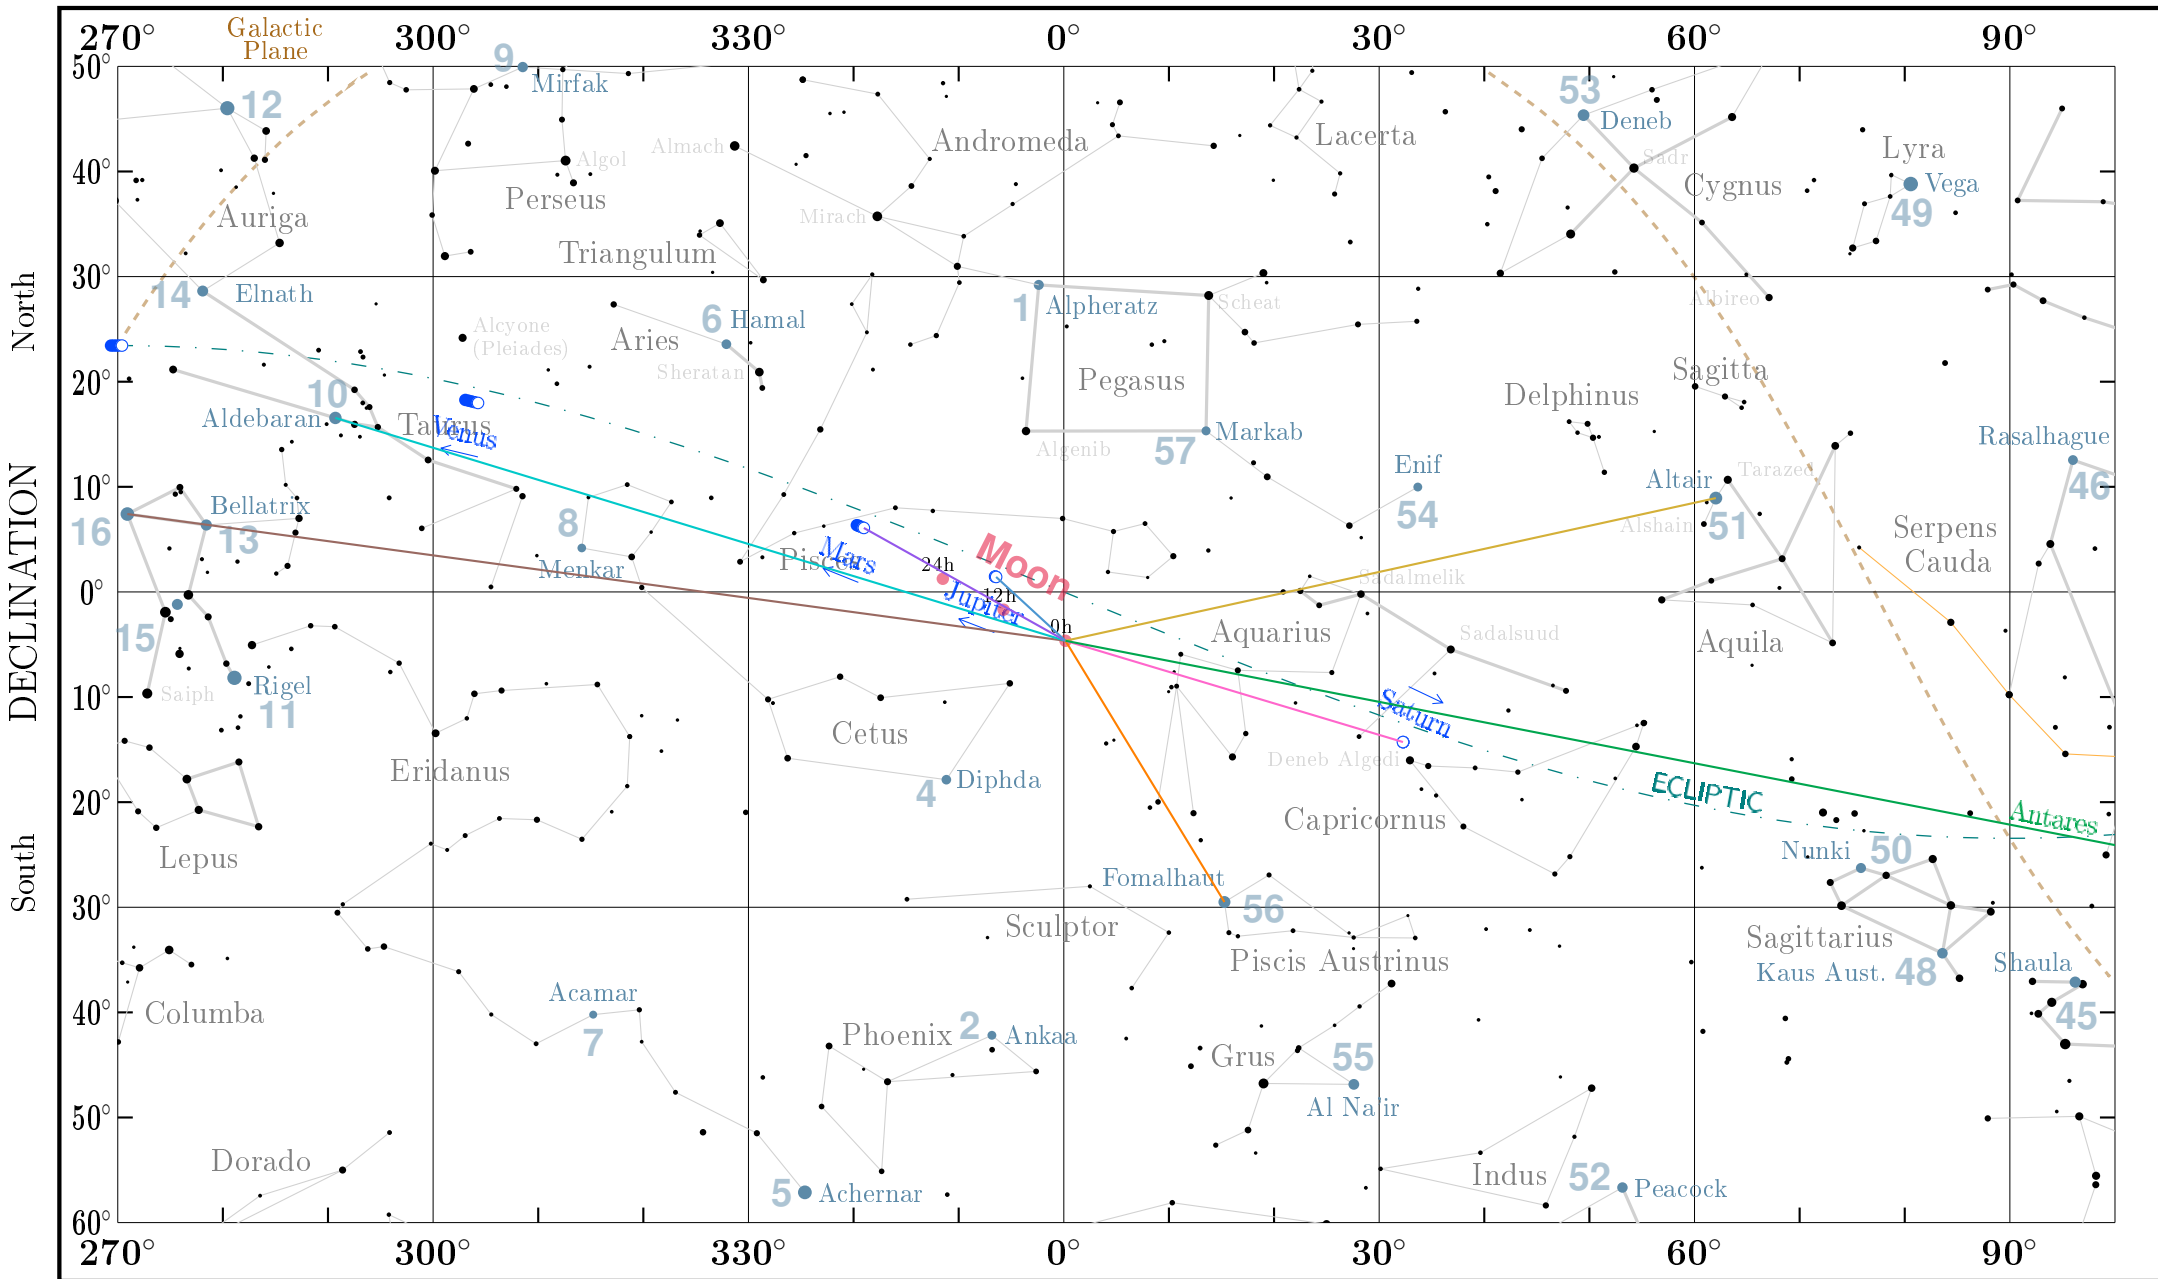 270° 300° 330° 0° 30° 60° 90°
Galactic
Plane
50°
40°
30°
20°
10°
0°
10°
20°
30°
40°
50°
60°
North
DECLINATION
South
12
9
Mirfak
Almach
Algol
Perseus
Andromeda
Lacerta
53
Deneb
Sadr
Cygnus
Lyra
Vega
49
Auriga
Mirach
Triangulum
14
Elnath
6
Hamal
1
Alpheratz
Scheat
Albireo
Alcyone
(Pleiades)
Aries
Sheratan
Pegasus
Sagitta
Delphinus
10
Aldebaran
Taurus
Venus
Algenib
57
Markab
Rasalhague
46
Enif
54
Altair
Tarazed
51
Alshain
Serpens
Cauda
16
Bellatrix
13
8
Menkar
Pisces
Mars
24h
Moon
12h
Jupiter
0h
Sadalmelik
15
Aquarius
Sadalsuud
Aquila
Saiph
Rigel
11
Cetus
Saturn
Eridanus
4
Diphda
Deneb Algedi
ECLIPTIC
Antares
Capricornus
Lepus
Nunki
50
Fomalhaut
56
Sculptor
Piscis Austrinus
Sagittarius
Kaus Aust.
48
Shaula
45
Columba
Acamar
7
Phoenix
2
Ankaa
Grus
55
Al Na'ir
Dorado
5
Achernar
Indus
52
Peacock
270° 300° 330° 0° 30° 60° 90°